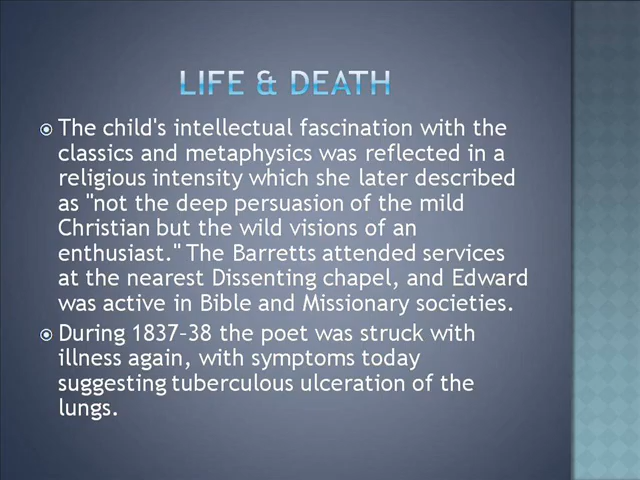 LIFE & DEATH
The child's intellectual fascination with the
classics and metaphysics was reflected in a
religious intensity which she later described
as "not the deep persuasion of the mild
Christian but the wild visions of an
enthusiast." The Barretts attended services
at the nearest Dissenting chapel, and Edward
was active in Bible and Missionary societies.
During 1837–38 the poet was struck with
illness again, with symptoms today
suggesting tuberculous ulceration of the
lungs.